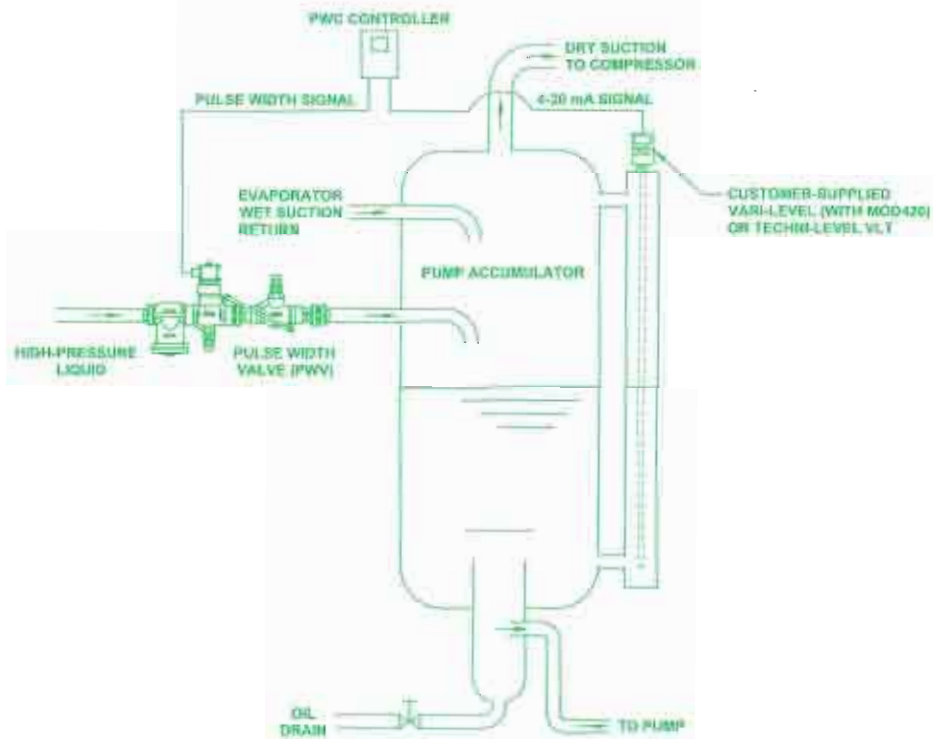 PWC CONTROLLER
DRY SUCTION
TO COMPRESSOR
PULSE WIDTH SIGNAL
4-20 mA SIGNAL
EVAPORATOR
WET SUCTION
RETURN
CUSTOMER-SUPPLIED
VARI-LEVEL (WITH MOD420)
OR TECHNI-LEVEL VLT
PUMP ACCUMULATOR
HIGH-PRESSURE
LIQUID
PULSE WIDTH
VALVE (PWV)
OIL
DRAIN
TO PUMP